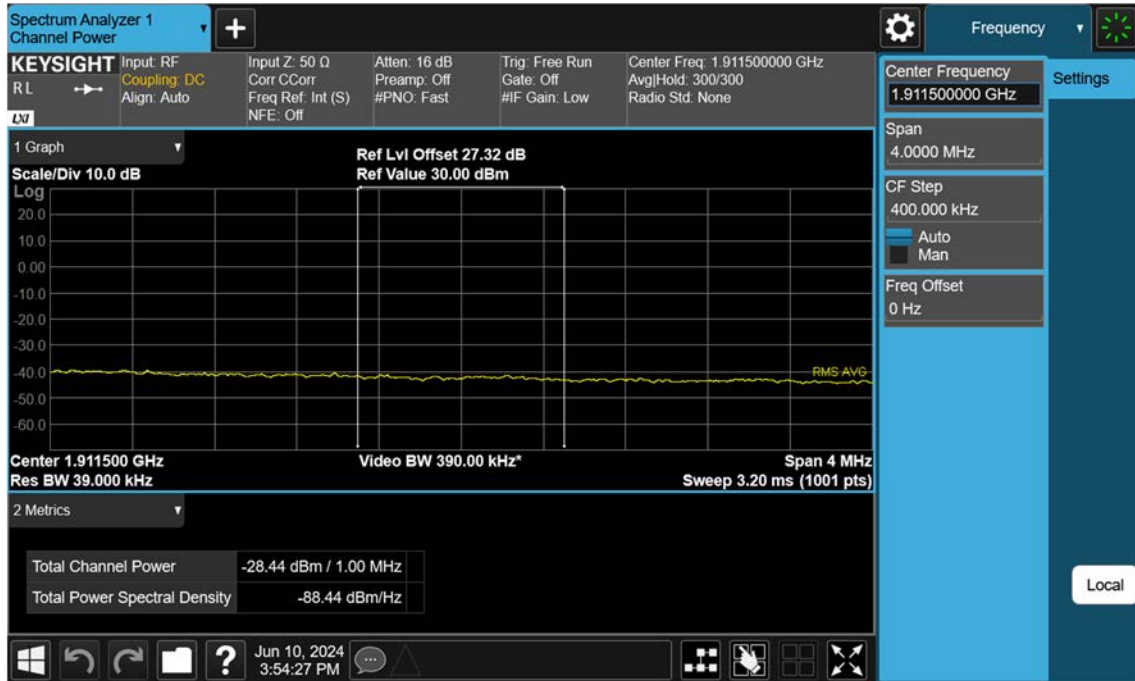 Spectrum Analyzer 1
Channel Power
+
Frequency
KEYSIGHT
R L
LXI
Input: RF
Coupling: DC
Align: Auto
Input Z: 50 Ω
Corr CCorr
Freq Ref: Int (S)
NFE: Off
Atten: 16 dB
Preamp: Off
#PNO: Fast
Trig: Free Run
Gate: Off
#IF Gain: Low
Center Freq: 1.911500000 GHz
Avg|Hold: 300/300
Radio Std: None
1 Graph
Scale/Div 10.0 dB
Ref Lvl Offset 27.32 dB
Ref Value 30.00 dBm
Log
20.0
10.0
0.00
-10.0
-20.0
-30.0
-40.0
-50.0
-60.0
RMS AVG
Center 1.911500 GHz
Video BW 390.00 kHz*
Span 4 MHz
Res BW 39.000 kHz
Sweep 3.20 ms (1001 pts)
2 Metrics
Total Channel Power -28.44 dBm / 1.00 MHz
Total Power Spectral Density -88.44 dBm/Hz
?
Jun 10, 2024
3:54:27 PM
Center Frequency
1.911500000 GHz
Settings
Span
4.0000 MHz
CF Step
400.000 kHz
Auto
Man
Freq Offset
0 Hz
Local